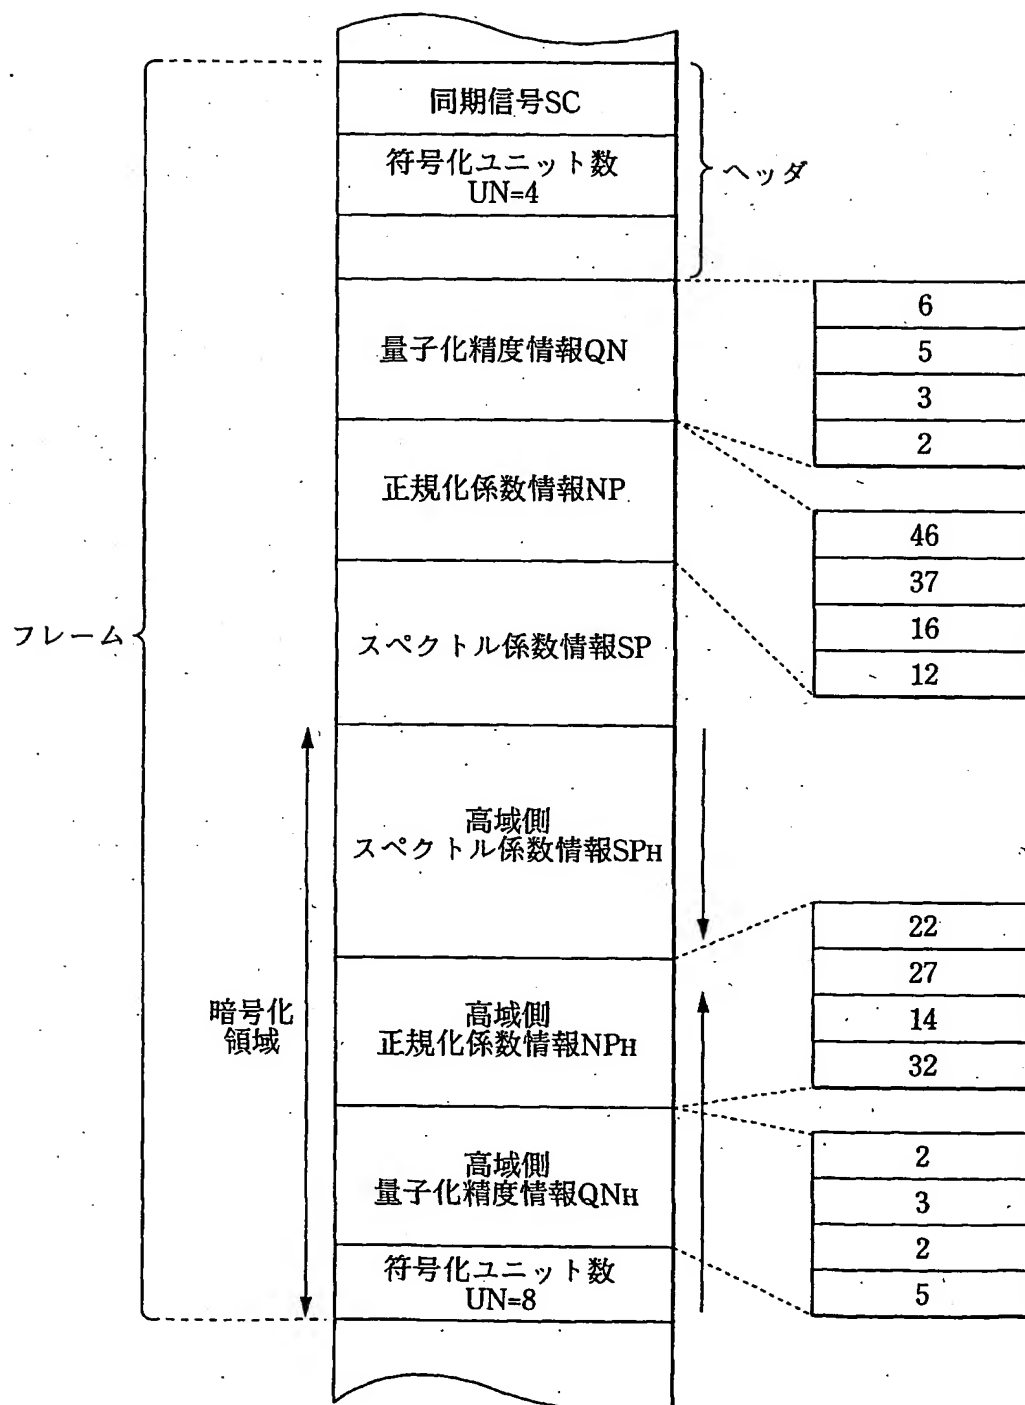 同期信号SC
符号化ユニット数
UN=4
ヘッダ
量子化精度情報QN
6
5
3
2
正規化係数情報NP
46
37
16
12
フレーム
スペクトル係数情報SP
高域側
スペクトル係数情報SPH
22
27
14
32
暗号化
領域
高域側
正規化係数情報NPH
高域側
量子化精度情報QNH
2
3
2
5
符号化ユニット数
UN=8